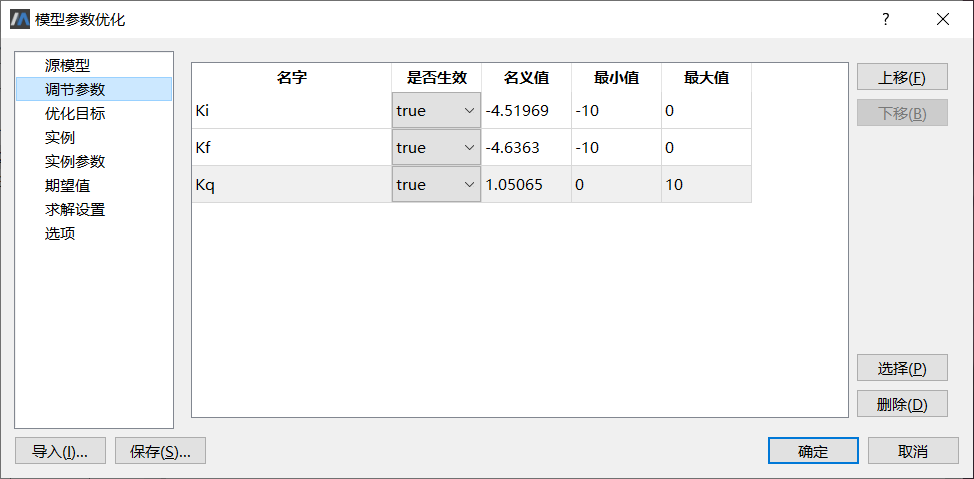 模型参数优化
?
源模型
调节参数
优化目标
实例
实例参数
期望值
求解设置
选项
名字 是否生效 名义值 最小值 最大值
Ki true -4.51969 -10 0
Kf true -4.6363 -10 0
Kq true 1.05065 0 10
上移(F)
下移(B)
选择(P)
删除(D)
导入(I)... 保存(S)... 确定 取消